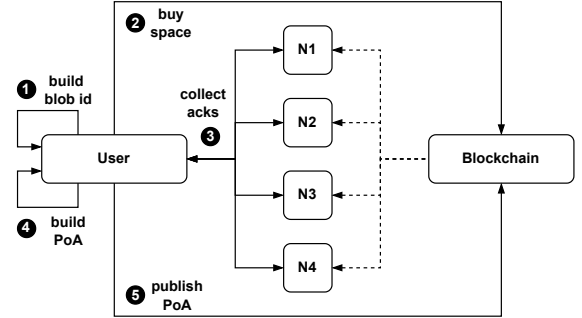 2 buy
space
1 build
blob id
N1
collect
acks
3
N2
User
Blockchain
N3
4 build
PoA
N4
5 publish
PoA